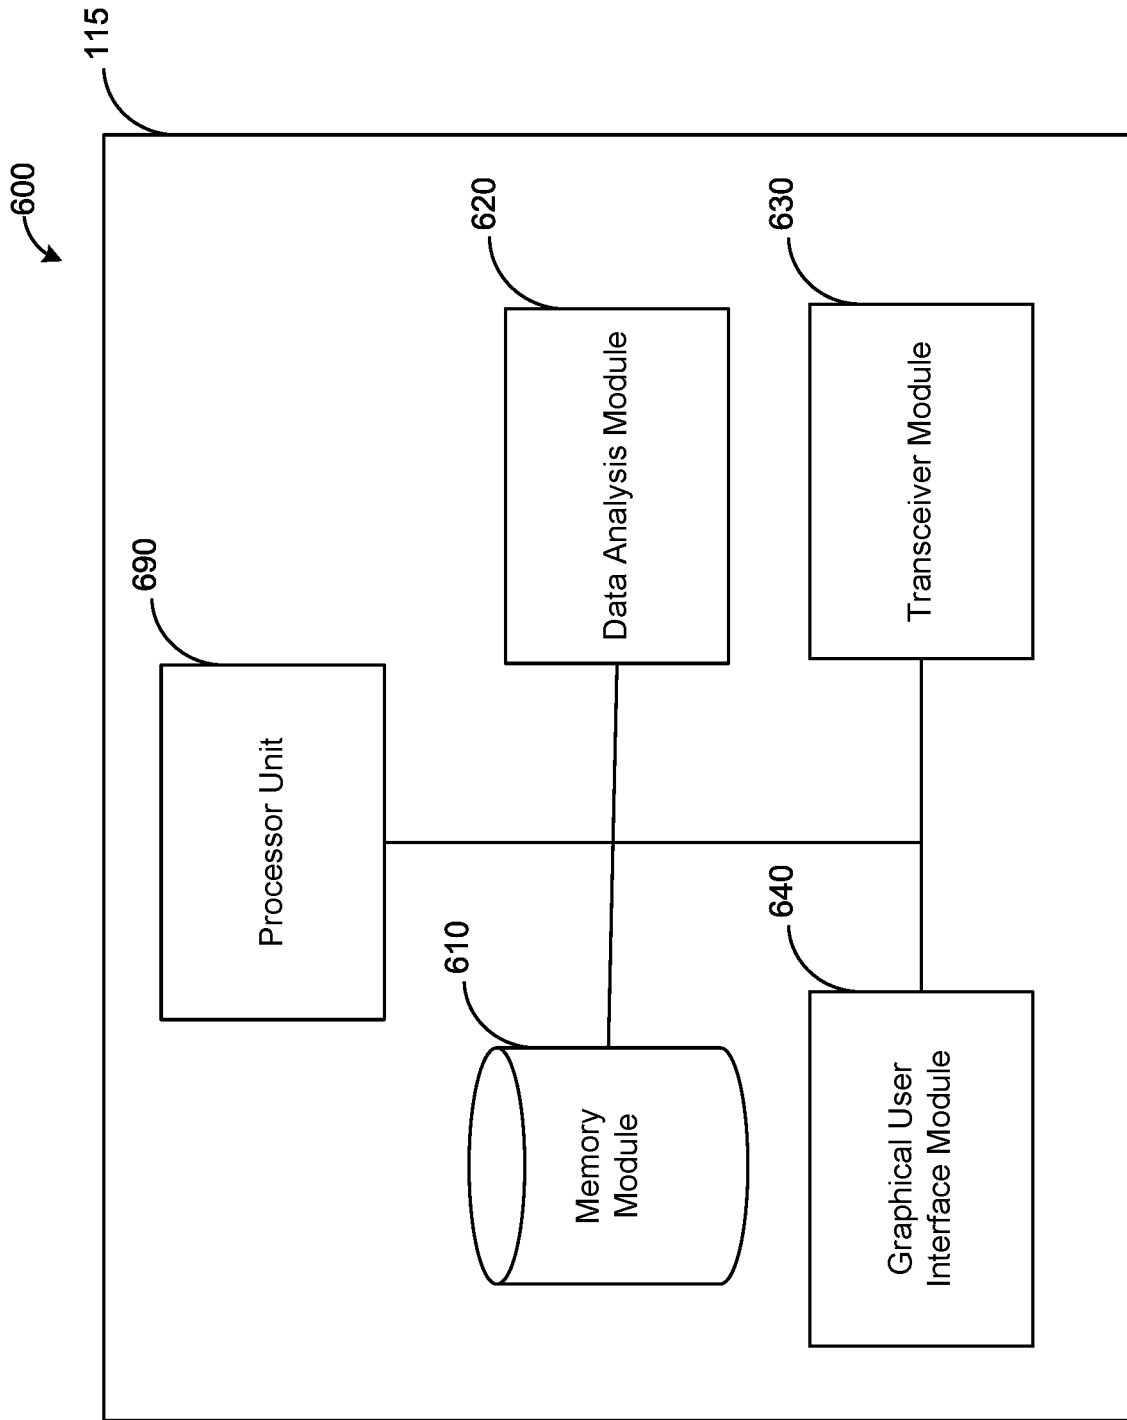 600
115
690
Processor Unit
610
Memory
Module
620
Data Analysis Module
640
Graphical User
Interface Module
630
Transceiver Module